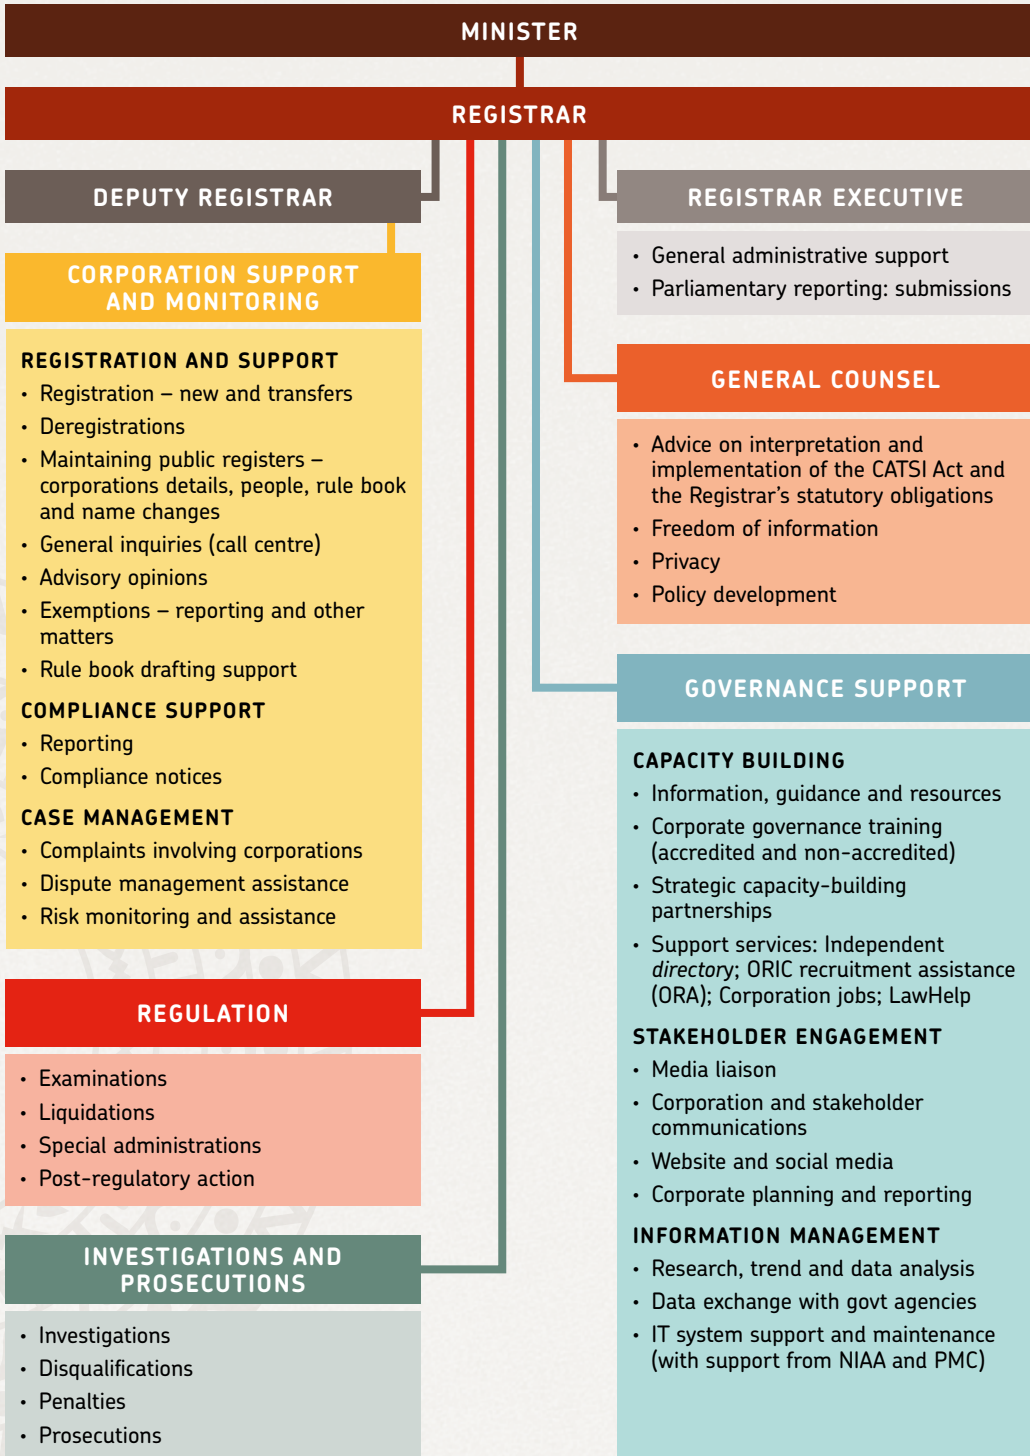 MINISTER
REGISTRAR
DEPUTY REGISTRAR
CORPORATION SUPPORT
AND MONITORING
REGISTRATION AND SUPPORT
• Registration – new and transfers
• Deregistrations
• Maintaining public registers –
corporations details, people, rule book
and name changes
• General inquiries (call centre)
• Advisory opinions
• Exemptions – reporting and other
matters
• Rule book drafting support
COMPLIANCE SUPPORT
• Reporting
• Compliance notices
CASE MANAGEMENT
• Complaints involving corporations
• Dispute management assistance
• Risk monitoring and assistance
REGULATION
• Examinations
• Liquidations
• Special administrations
• Post-regulatory action
INVESTIGATIONS AND
PROSECUTIONS
• Investigations
• Disqualifications
• Penalties
• Prosecutions
REGISTRAR EXECUTIVE
• General administrative support
• Parliamentary reporting: submissions
GENERAL COUNSEL
• Advice on interpretation and
implementation of the CATSI Act and
the Registrar’s statutory obligations
• Freedom of information
• Privacy
• Policy development
GOVERNANCE SUPPORT
CAPACITY BUILDING
• Information, guidance and resources
• Corporate governance training
(accredited and non-accredited)
• Strategic capacity-building
partnerships
• Support services: Independent
directory; ORIC recruitment assistance
(ORA); Corporation jobs; LawHelp
STAKEHOLDER ENGAGEMENT
• Media liaison
• Corporation and stakeholder
communications
• Website and social media
• Corporate planning and reporting
INFORMATION MANAGEMENT
• Research, trend and data analysis
• Data exchange with govt agencies
• IT system support and maintenance
(with support from NIAA and PMC)